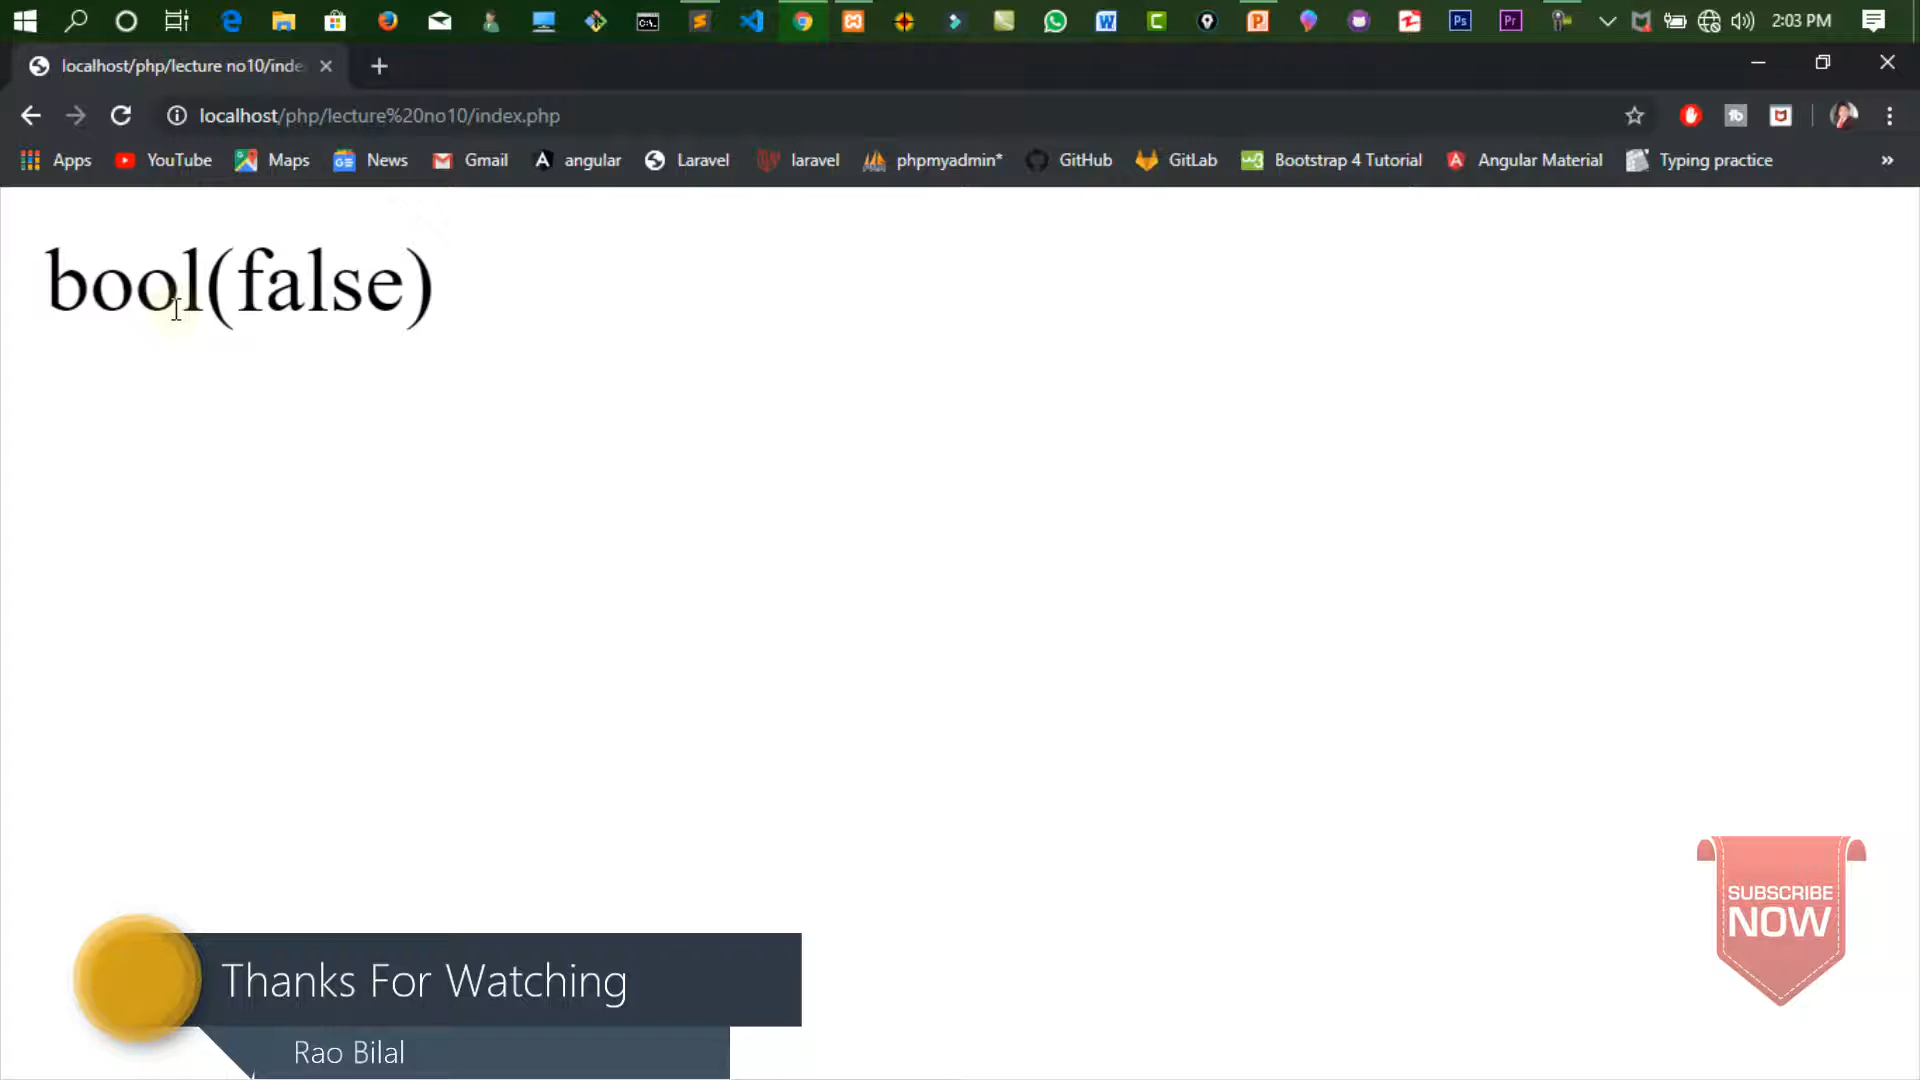 2:03 PM
localhost/php/lecture no10/inde
localhost/php/lecture%20no10/index.php
Apps YouTube Maps News Gmail angular Laravel laravel phpmyadmin* GitHub GitLab Bootstrap 4 Tutorial Angular Material Typing practice »
bool(false)
SUBSCRIBE
NOW
Thanks For Watching
Rao Bilal